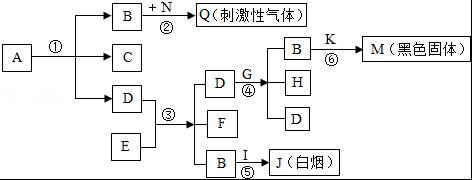 B + N ② Q（刺激性气体）
A ① C
D
E ③
D G ④ B K ⑥ M（黑色固体）
H
D
F
B I ⑤ J（白烟）